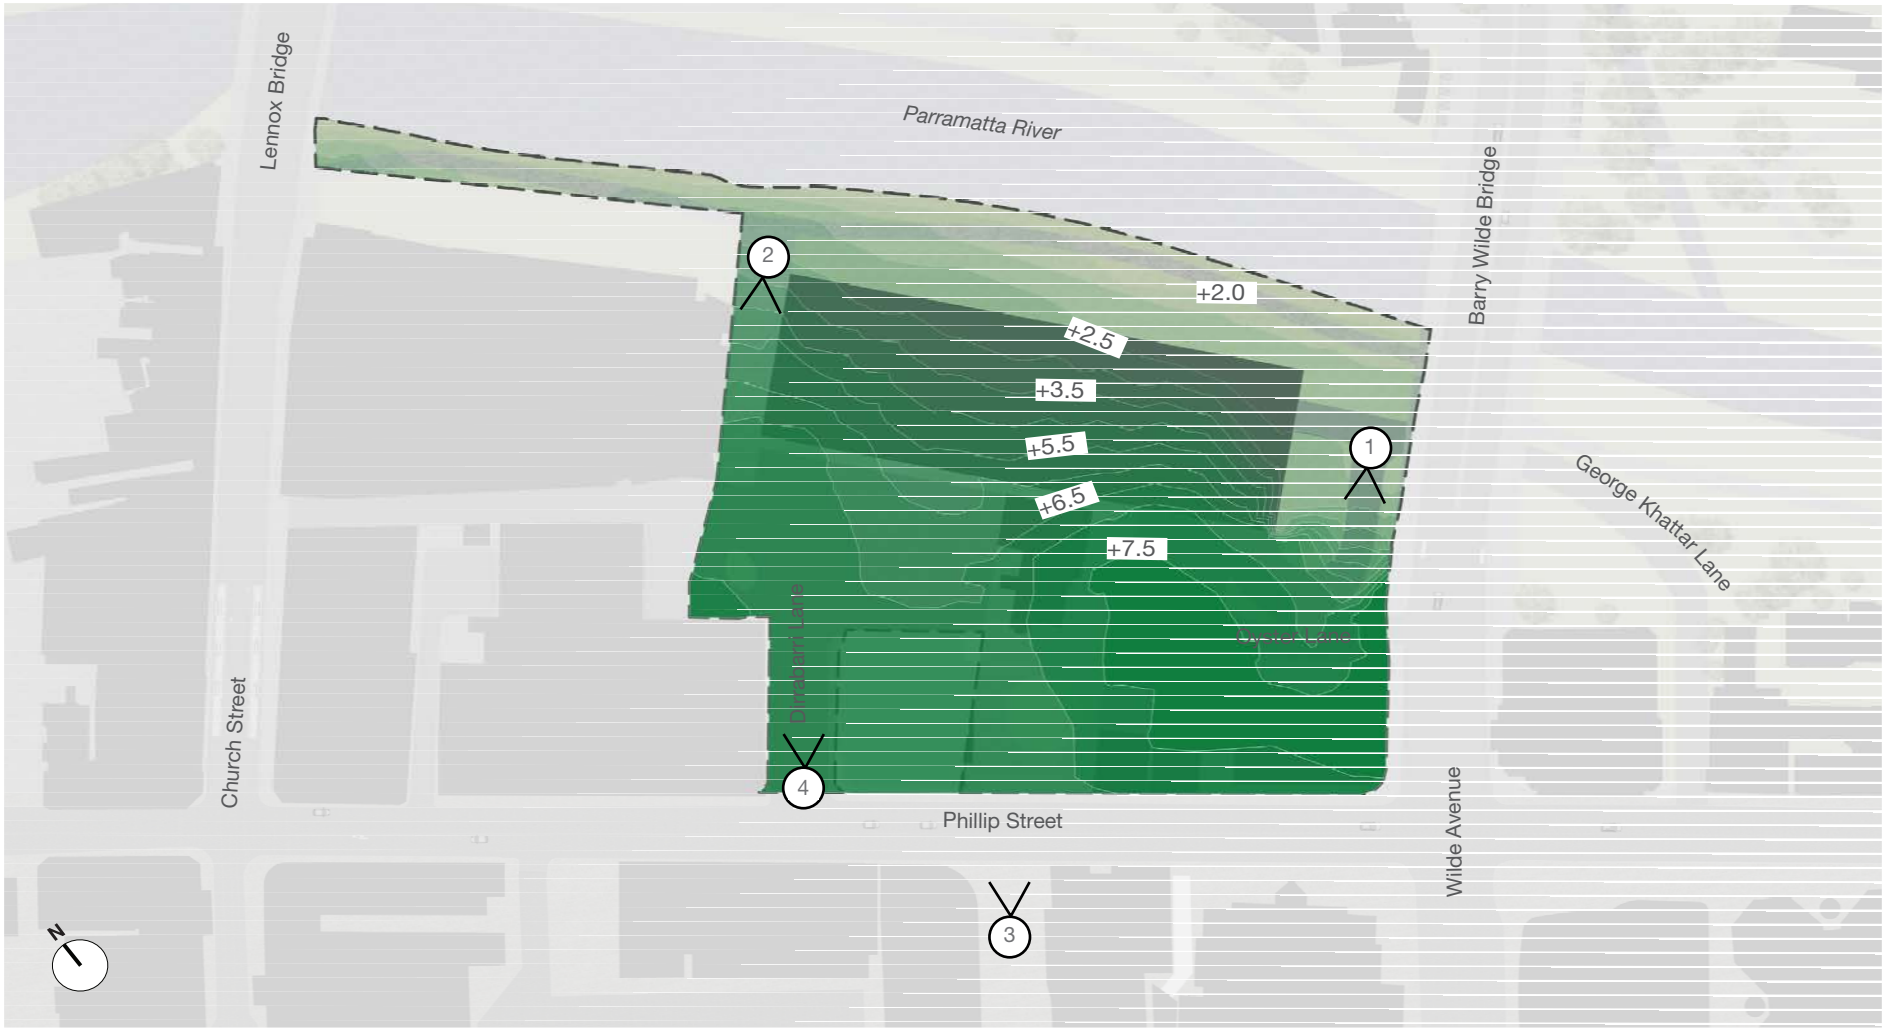 Lennox Bridge
Parramatta River
Barry Wilde Bridge
2
+2.0
+2.5
+3.5
+5.5
1
+6.5
+7.5
George Khattar Lane
Dirrabarri Lane
Oyster Lane
Church Street
4
Phillip Street
Wilde Avenue
3
N